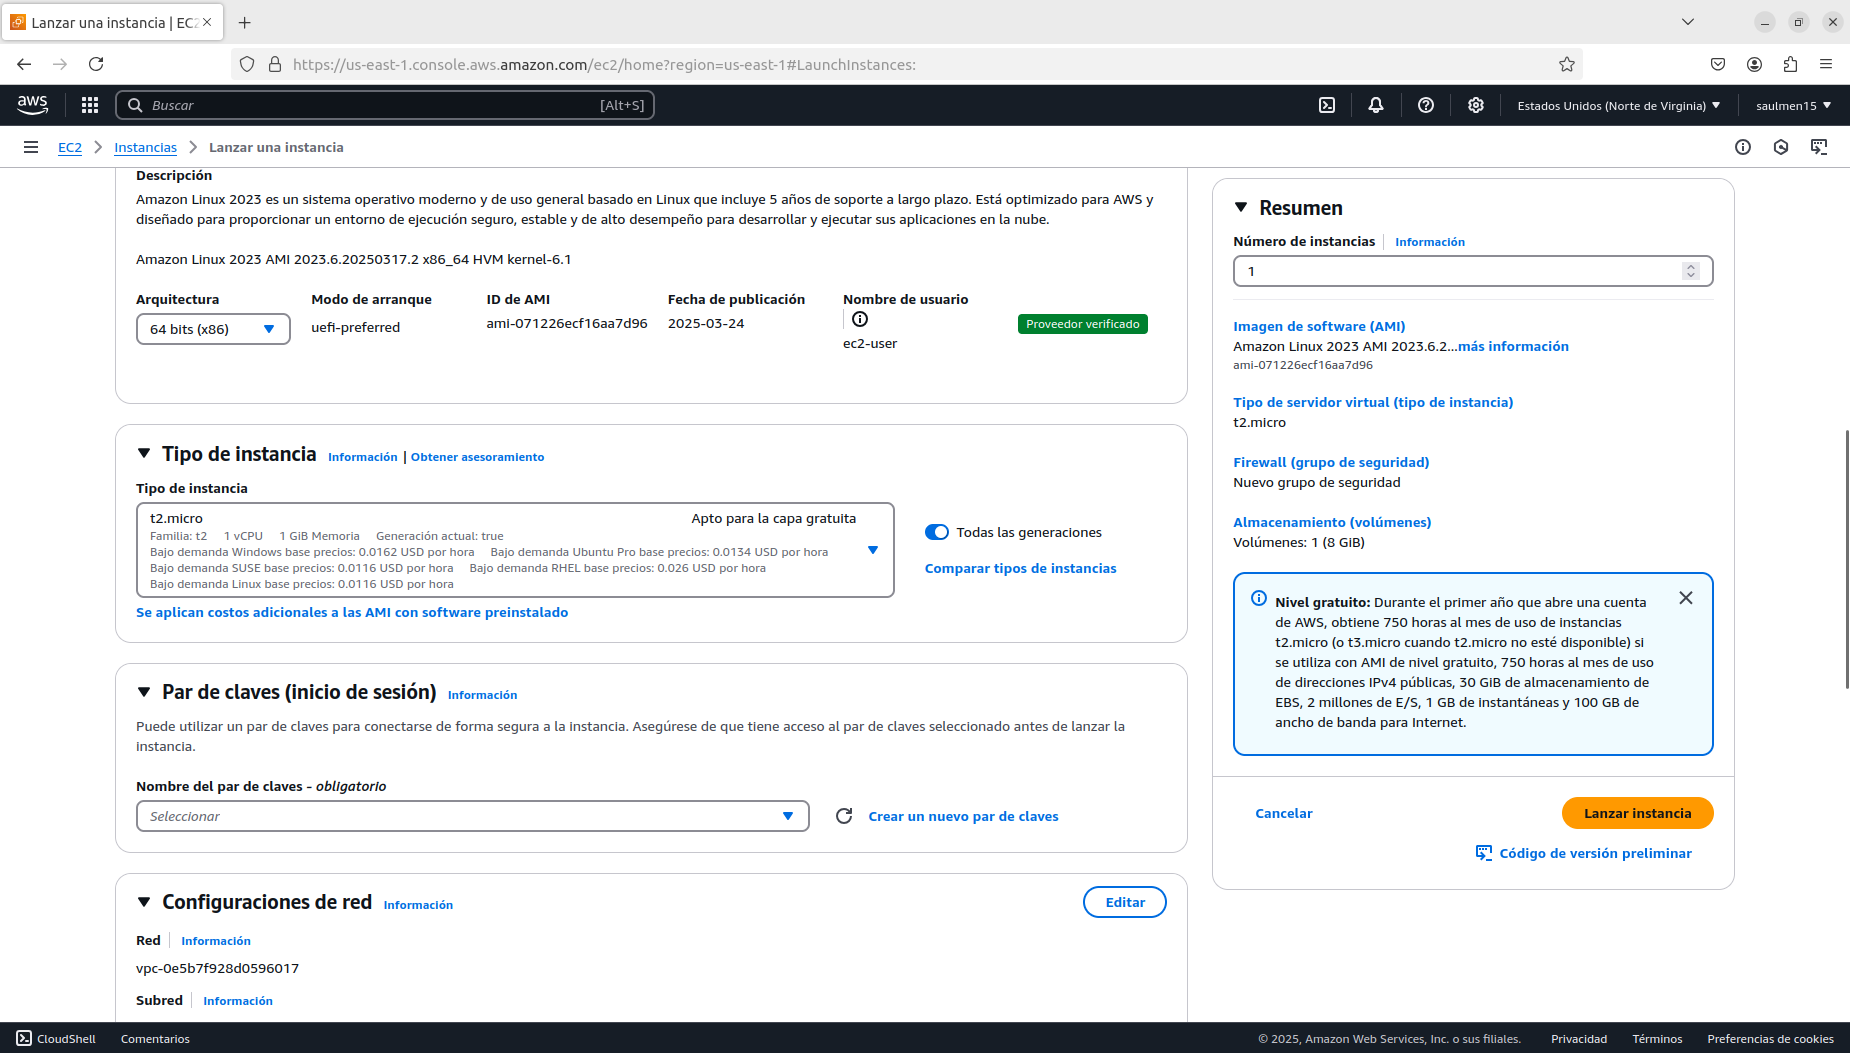 Lanzar una instancia | EC2
https://us-east-1.console.aws.amazon.com/ec2/home?region=us-east-1#LaunchInstances:
aws
Buscar
[Alt+S]
Estados Unidos (Norte de Virginia)
saulmen15
EC2
Instancias
Lanzar una instancia
Descripción
Amazon Linux 2023 es un sistema operativo moderno y de uso general basado en Linux que incluye 5 años de soporte a largo plazo. Está optimizado para AWS y
diseñado para proporcionar un entorno de ejecución seguro, estable y de alto desempeño para desarrollar y ejecutar sus aplicaciones en la nube.
Amazon Linux 2023 AMI 2023.6.20250317.2 x86_64 HVM kernel-6.1
Arquitectura
64 bits (x86)
Modo de arranque
uefi-preferred
ID de AMI
ami-071226ecf16aa7d96
Fecha de publicación
2025-03-24
Nombre de usuario
ec2-user
Proveedor verificado
Tipo de instancia
Información | Obtener asesoramiento
Tipo de instancia
t2.micro
Apto para la capa gratuita
Familia: t2 1 vCPU 1 GiB Memoria Generación actual: true
Bajo demanda Windows base precios: 0.0162 USD por hora Bajo demanda Ubuntu Pro base precios: 0.0134 USD por hora
Bajo demanda SUSE base precios: 0.0116 USD por hora Bajo demanda RHEL base precios: 0.026 USD por hora
Bajo demanda Linux base precios: 0.0116 USD por hora
Todas las generaciones
Comparar tipos de instancias
Se aplican costos adicionales a las AMI con software preinstalado
Par de claves (inicio de sesión)
Información
Puede utilizar un par de claves para conectarse de forma segura a la instancia. Asegúrese de que tiene acceso al par de claves seleccionado antes de lanzar la
instancia.
Nombre del par de claves - obligatorio
Seleccionar
Crear un nuevo par de claves
Configuraciones de red
Información
Editar
Red
Información
vpc-0e5b7f928d0596017
Subred
Información
Resumen
Número de instancias
Información
1
Imagen de software (AMI)
Amazon Linux 2023 AMI 2023.6.2...más información
ami-071226ecf16aa7d96
Tipo de servidor virtual (tipo de instancia)
t2.micro
Firewall (grupo de seguridad)
Nuevo grupo de seguridad
Almacenamiento (volúmenes)
Volúmenes: 1 (8 GiB)
Nivel gratuito: Durante el primer año que abre una cuenta
de AWS, obtiene 750 horas al mes de uso de instancias
t2.micro (o t3.micro cuando t2.micro no esté disponible) si
se utiliza con AMI de nivel gratuito, 750 horas al mes de uso
de direcciones IPv4 públicas, 30 GiB de almacenamiento de
EBS, 2 millones de E/S, 1 GB de instantáneas y 100 GB de
ancho de banda para Internet.
Cancelar
Lanzar instancia
Código de versión preliminar
CloudShell
Comentarios
© 2025, Amazon Web Services, Inc. o sus filiales.
Privacidad
Términos
Preferencias de cookies